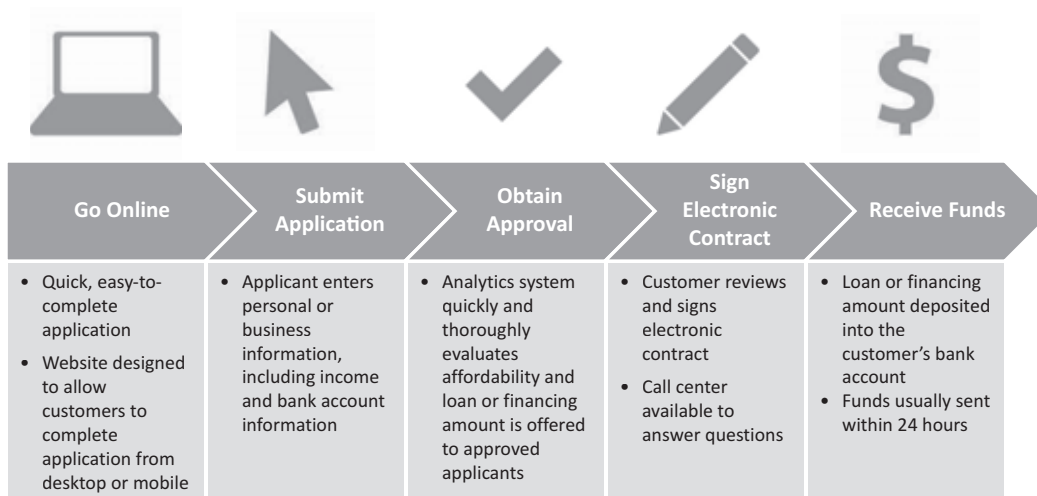 Go Online
Submit
Application
Obtain
Approval
Sign
Electronic
Contract
Receive Funds
• Quick, easy-to-
complete
application
• Website designed
to allow
customers to
complete
application from
desktop or mobile
• Applicant enters
personal or
business
information,
including income
and bank account
information
• Analytics system
quickly and
thoroughly
evaluates
affordability and
loan or financing
amount is offered
to approved
applicants
• Customer reviews
and signs
electronic
contract
• Call center
available to
answer questions
• Loan or financing
amount deposited
into the
customer’s bank
account
• Funds usually sent
within 24 hours
$